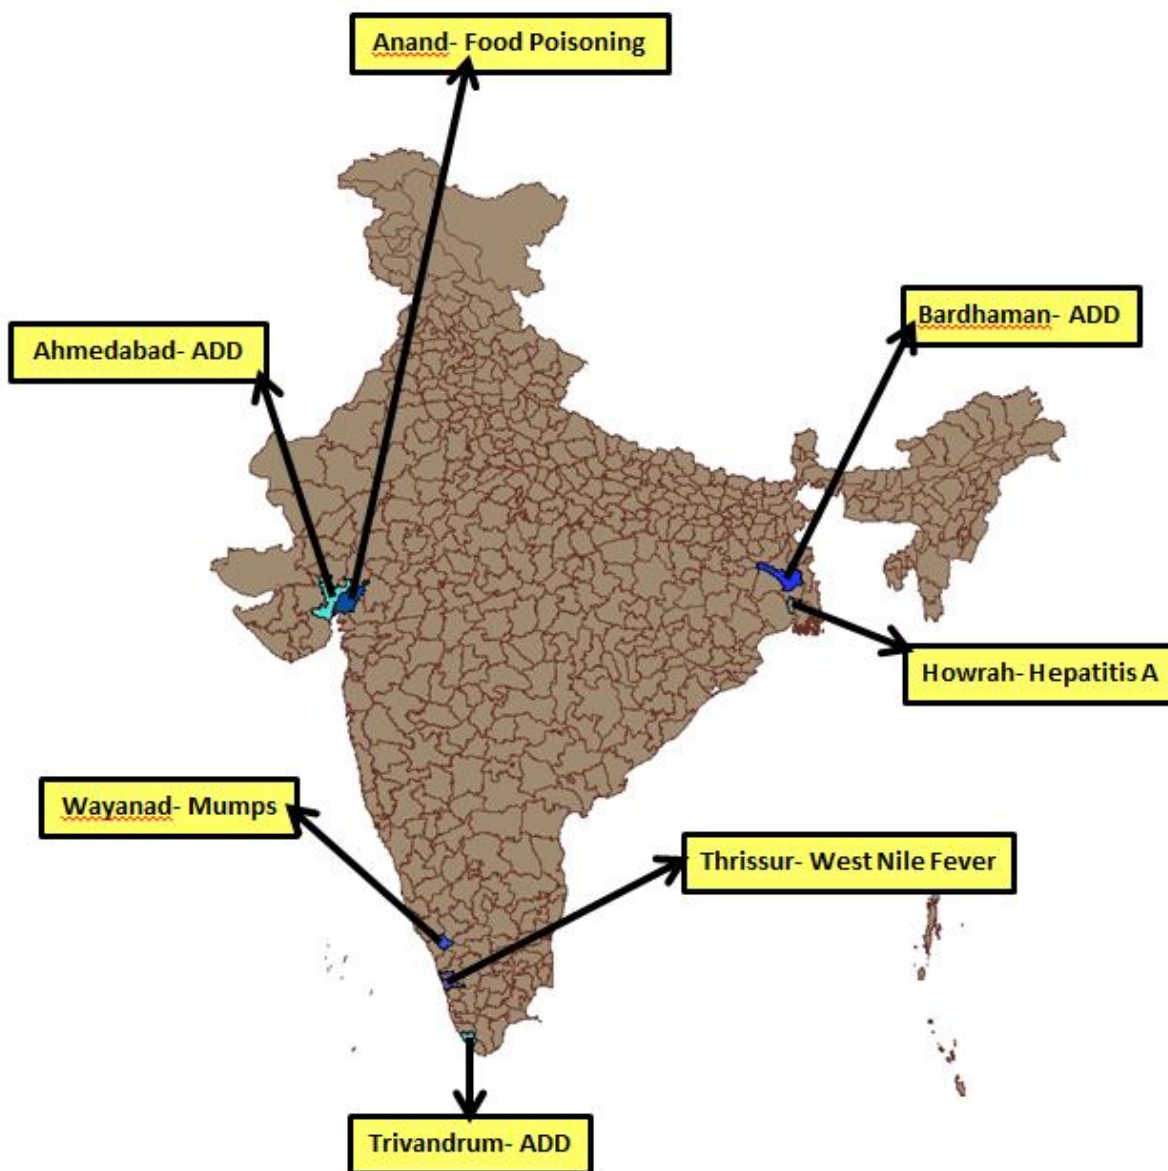 Anand- Food Poisoning
Bardhaman- ADD
Ahmedabad- ADD
Howrah- Hepatitis A
Wayanad- Mumps
Thrissur- West Nile Fever
Trivandrum- ADD